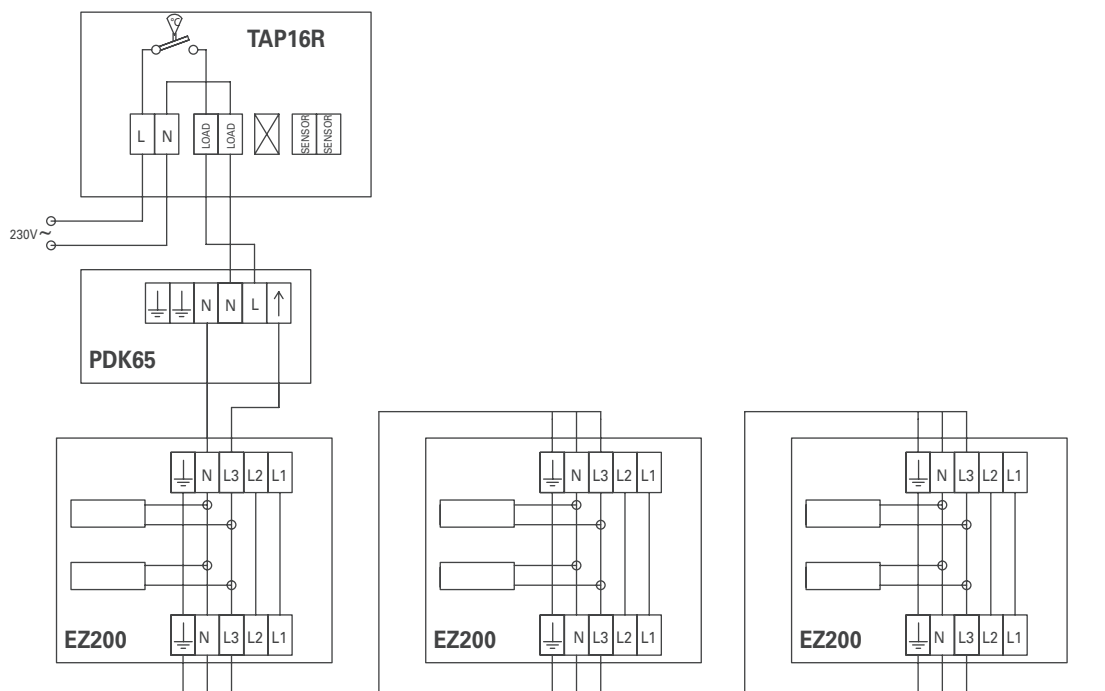 °C
TAP16R
L N LOAD LOAD SENSOR SENSOR
230V~
N N L
PDK65
N L3 L2 L1
N L3 L2 L1
N L3 L2 L1
EZ200 N L3 L2 L1
EZ200 N L3 L2 L1
EZ200 N L3 L2 L1